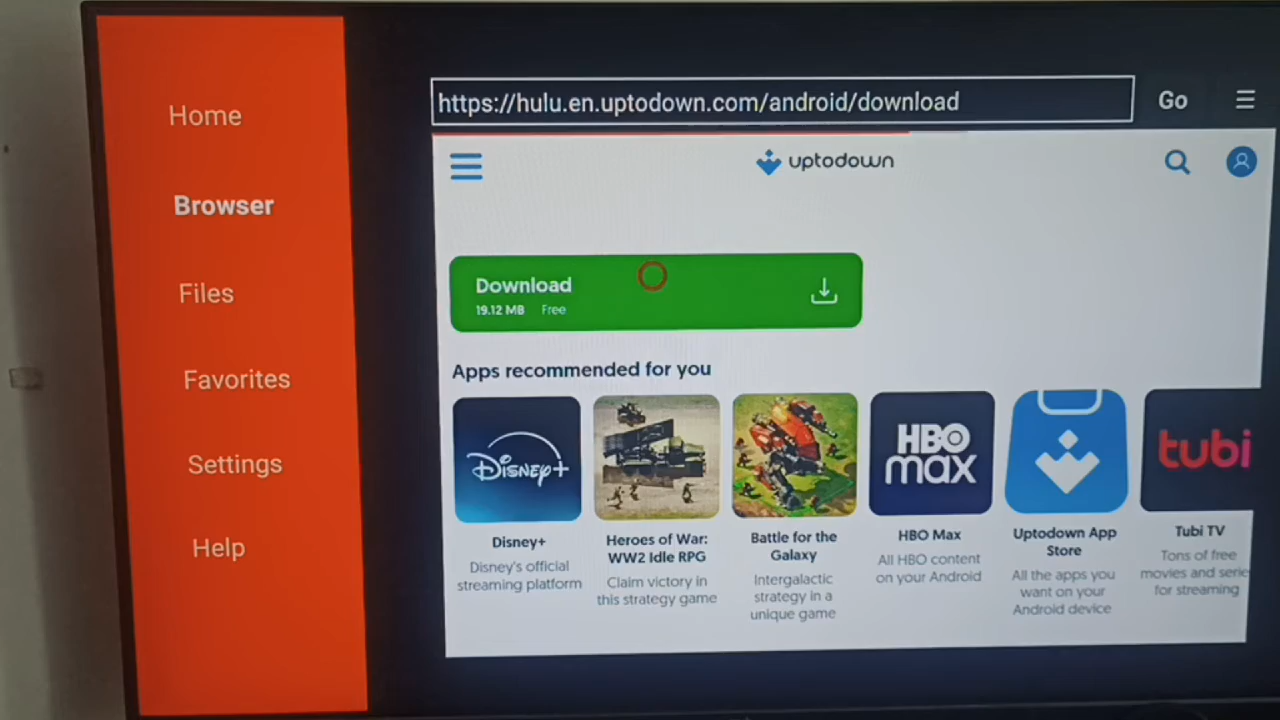 Home
Browser
Files
Favorites
Settings
Help
https://hulu.en.uptodown.com/android/download
Go
uptodown
Download
19.12 MB Free
Apps recommended for you
Disney+
HBO
max
tubi
Disney+
Disney's official
streaming platform
Heroes of War:
WW2 Idle RPG
Claim victory in
this strategy game
Battle for the
Galaxy
Intergalactic
strategy in a
unique game
HBO Max
All HBO content
on your Android
Uptodown App
Store
All the apps you
want on your
Android device
Tubi TV
Tons of free
movies and serie
for streaming